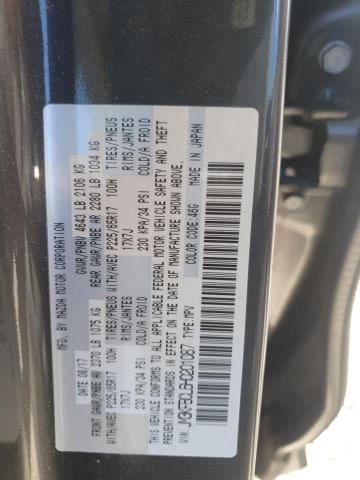 MFD. BY MAZDA MOTOR CORPORATION
DATE: 08/17 GVWR/PNBV 4643 LB 2106 KG
FRONT GAWR/PNBE AV 2370 LB 1075 KG REAR GAWR/PNBE AR 2280 LB 1034 KG
WITH/AVEC P225/65R17 100H TIRES/PNEUS WITH/AVEC P225/65R17 100H TIRES/PNEUS
17X7J RIMS/JANTES 17X7J RIMS/JANTES
230 KPA/34 PSI COLD/A FROID 230 KPA/34 PSI COLD/A FROID
THIS VEHICLE CONFORMS TO ALL APPLICABLE FEDERAL MOTOR VEHICLE SAFETY, BUMPER, AND THEFT
PREVENTION STANDARDS IN EFFECT ON THE DATE OF MANUFACTURE SHOWN ABOVE.
JM3KFBCL6H0201087 TYPE:MPV
COLOR CODE:46G MADE IN JAPAN